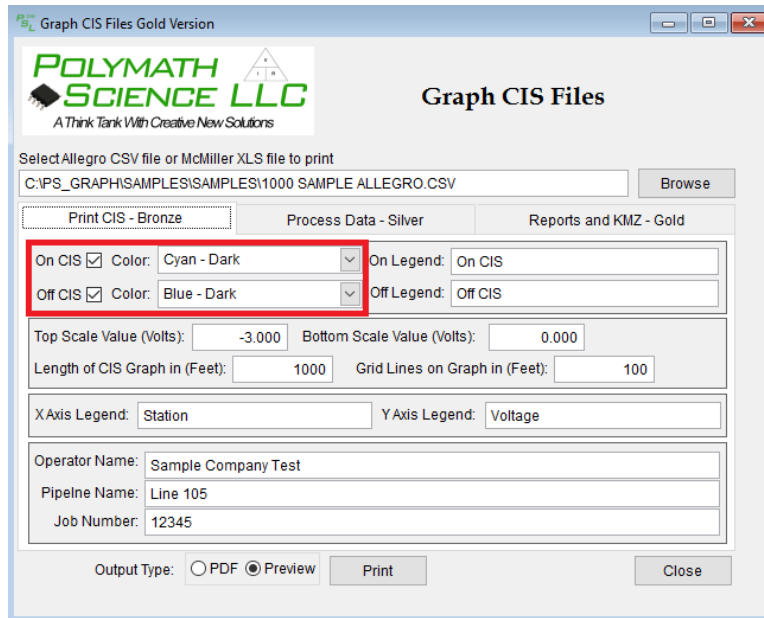 Graph CIS Files Gold Version
POLYMATH
SCIENCE LLC
A Think Tank With Creative New Solutions
Graph CIS Files
Select Allegro CSV file or McMiller XLS file to print
C:\PS_GRAPH\SAMPLES\SAMPLES\1000 SAMPLE ALLEGRO.CSV Browse
Print CIS - Bronze Process Data - Silver Reports and KMZ - Gold
On CIS Color: Cyan - Dark On Legend: On CIS
Off CIS Color: Blue - Dark Off Legend: Off CIS
Top Scale Value (Volts): -3.000 Bottom Scale Value (Volts): 0.000
Length of CIS Graph in (Feet): 1000 Grid Lines on Graph in (Feet): 100
X Axis Legend: Station Y Axis Legend: Voltage
Operator Name: Sample Company Test
Pipelne Name: Line 105
Job Number: 12345
Output Type: PDF Preview Print Close